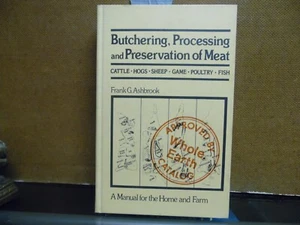 Butchering, Processing
and Preservation of Meat
CATTLE · HOGS · SHEEP · GAME · POULTRY · FISH
Frank G. Ashbrook
APPROVED BY
Whole
Earth
CATALOG
A Manual for the Home and Farm